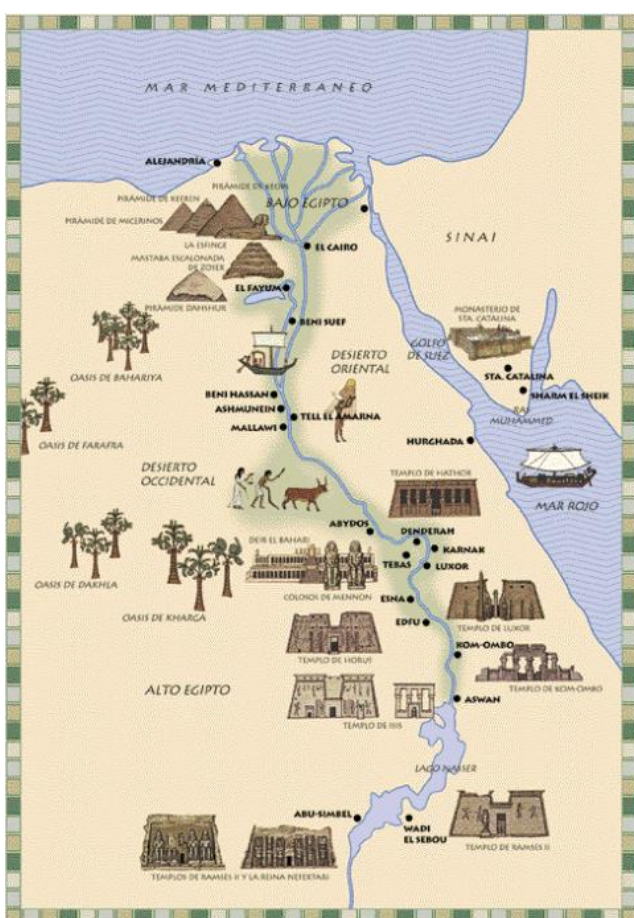 MAR MEDITERRANEO
ALEJANDRÍA
PIRÁMIDE DE KEOPS
PIRÁMIDE DE KEFREN
BAJO EGIPTO
PIRÁMIDE DE MICERINOS
SINAI
LA ESFINGE
EL CAIRO
MASTABA ESCALONADA
DE ZOSER
EL FAYUM
PIRÁMIDE DAHSHUR
MONASTERIO DE
STA. CATALINA
BENI SUEF
GOLFO
DE SUEZ
DESIERTO
ORIENTAL
OASIS DE BAHARIYA
STA. CATALINA
SHARM EL SHEIK
BENI HASSAN
RAS
MUHAMMED
ASHMUNEIN
TELL EL AMARNA
MALLAWI
HURGHADA
OASIS DE FARAFRA
DESIERTO
OCCIDENTAL
TEMPLO DE HATHOR
MAR ROJO
ABYDOS
DENDERAH
DEIR EL BAHARI
KARNAK
TEBAS
LUXOR
OASIS DE DAKHLA
COLOSOS DE MENNON
ESNA
OASIS DE KHARGA
EDFU
TEMPLO DE LUXOR
KOM-OMBO
TEMPLO DE HORUS
TEMPLO DE KOM-OMBO
ALTO EGIPTO
ASWAN
TEMPLO DE ISIS
LAGO NASSER
ABU-SIMBEL
WADI
EL SEBOU
TEMPLO DE RAMSES II
TEMPLOS DE RAMSES II Y LA REINA NEFERTARI